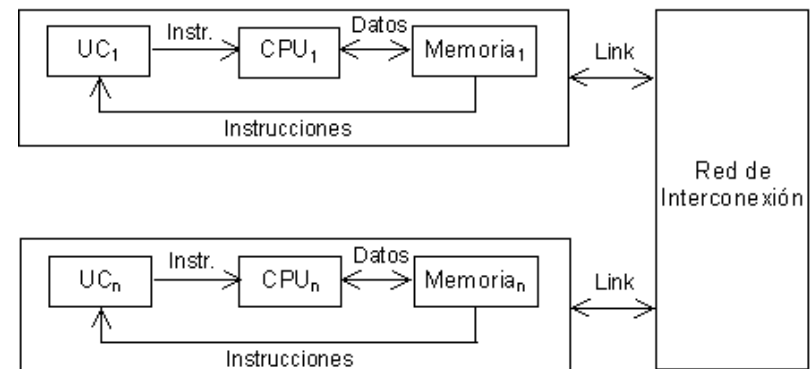 Instr.
Datos
UC₁
CPU₁
Memoria₁
Link
Instrucciones
Red de
Interconexión
Instr.
Datos
UCₙ
CPUₙ
Memoriaₙ
Link
Instrucciones